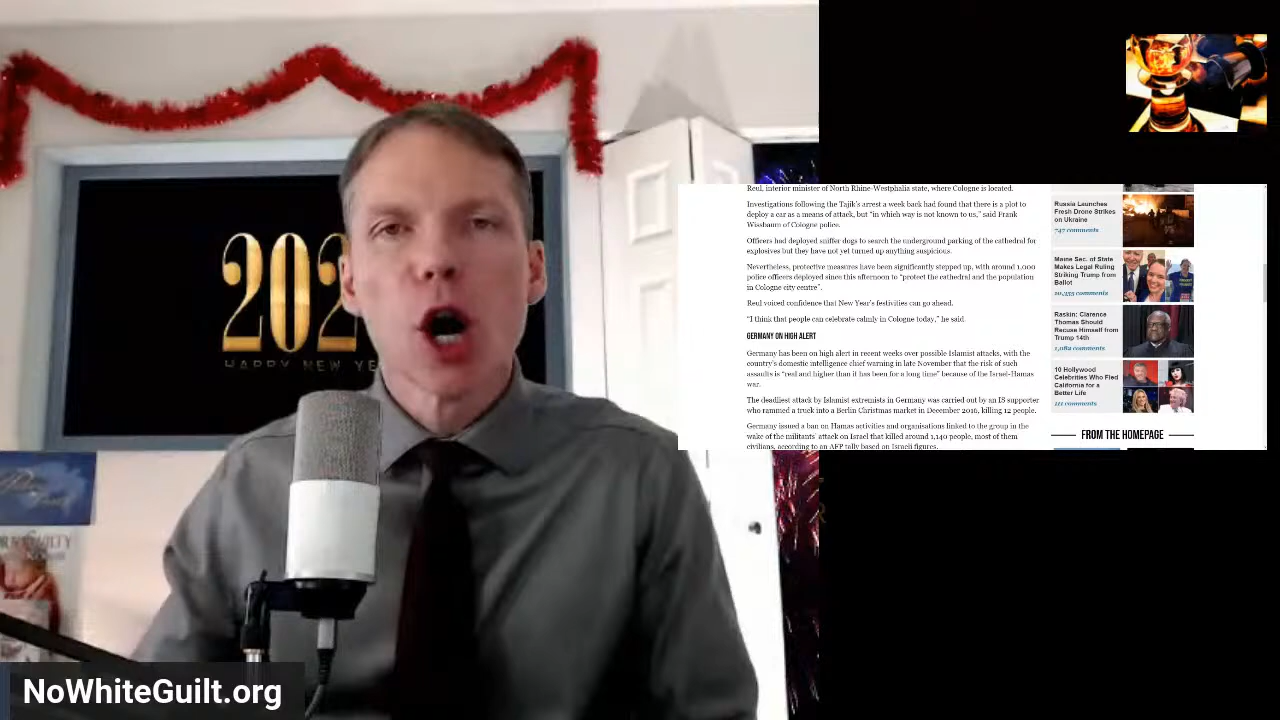 202
HAPPY NEW YE
NoWhiteGuilt.org
Reul, interior minister of North Rhine-Westphalia state, where Cologne is located.
Investigations following the Tajik's arrest a week back had found that there is a plot to
deploy a car as a means of attack, but "in which way is not known to us," said Frank
Wissbaum of Cologne police.
Officers had deployed sniffer dogs to search the underground parking of the cathedral for
explosives but they have not yet turned up anything suspicious.
Nevertheless, protective measures have been significantly stepped up, with around 1,000
police officers deployed since this afternoon to "protect the cathedral and the population
in Cologne city centre".
Reul voiced confidence that New Year's festivities can go ahead.
"I think that people can celebrate calmly in Cologne today," he said.
GERMANY ON HIGH ALERT
Germany has been on high alert in recent weeks over possible Islamist attacks, with the
country's domestic intelligence chief warning in late November that the risk of such
assaults is "real and higher than it has been for a long time" because of the Israel-Hamas
war.
The deadliest attack by Islamist extremists in Germany was carried out by an IS supporter
who rammed a truck into a Berlin Christmas market in December 2016, killing 12 people.
Germany issued a ban on Hamas activities and organisations linked to the group in the
wake of the militants' attack on Israel that killed around 1,140 people, most of them
civilians, according to an AFP tally based on Israeli figures.
Russia Launches
Fresh Drone Strikes
on Ukraine
747 comments
Maine Sec. of State
Makes Legal Ruling
Striking Trump from
Ballot
10,355 comments
Raskin: Clarence
Thomas Should
Recuse Himself from
Trump 14th
1,082 comments
10 Hollywood
Celebrities Who Fled
California for a
Better Life
111 comments
FROM THE HOMEPAGE